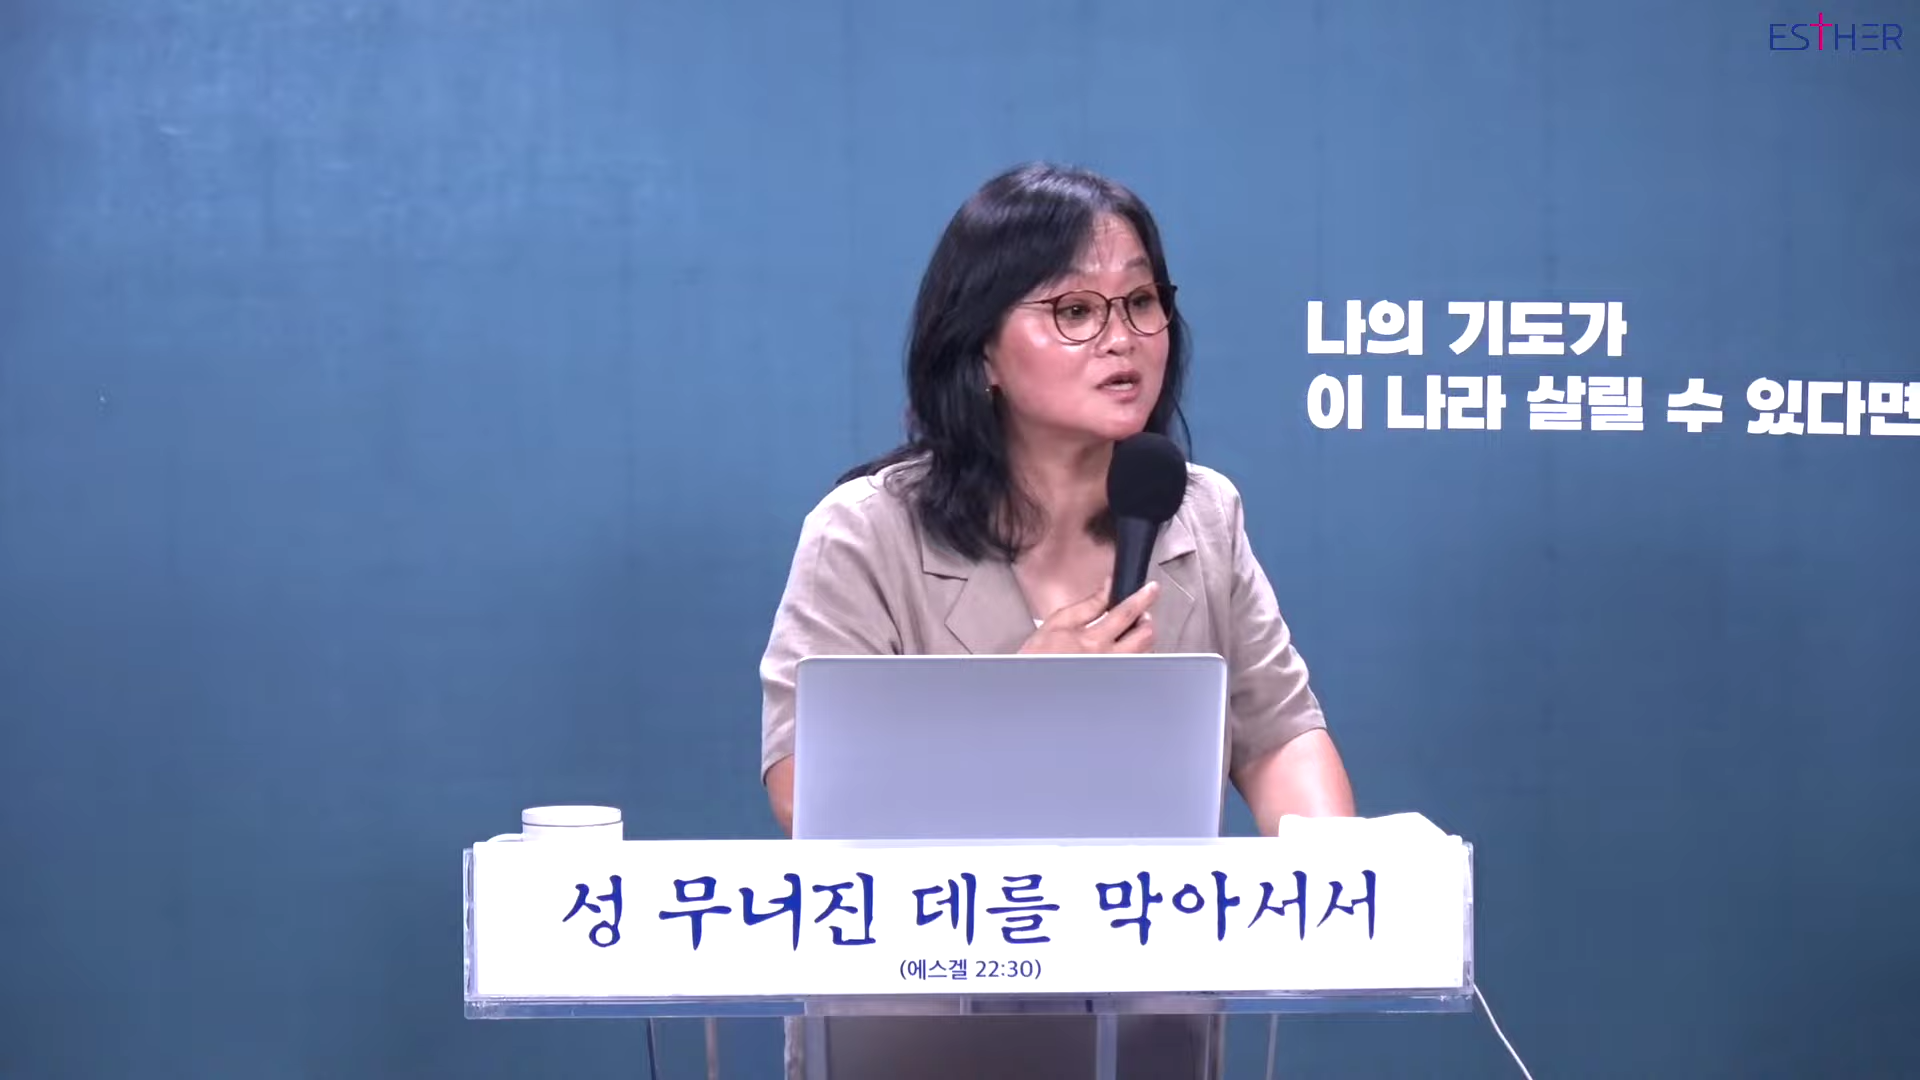 ESTHER
나의 기도가
이 나라 살릴 수 있다면
성 무너진 데를 막아서서
(에스겔 22:30)